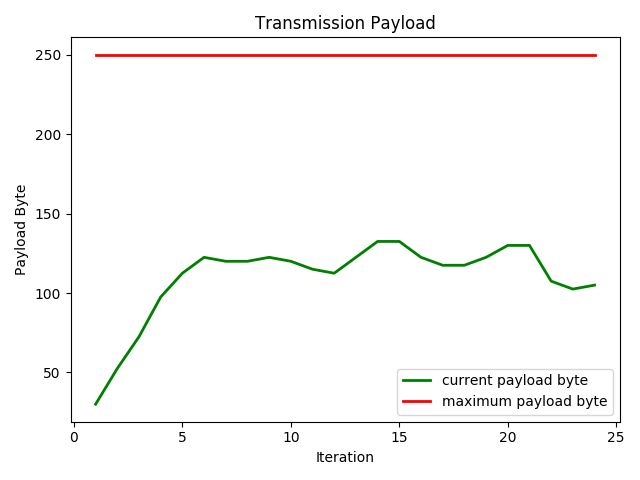 Transmission Payload
Payload Byte
250
200
150
100
50
0
5
10
15
20
25
Iteration
current payload byte
maximum payload byte